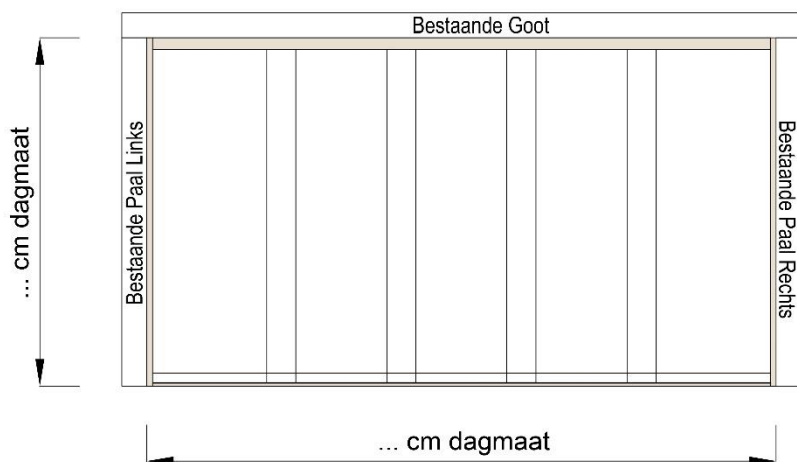 Bestaande Goot
... cm dagmaat
Bestaande Paal Links
Bestaande Paal Rechts
... cm dagmaat